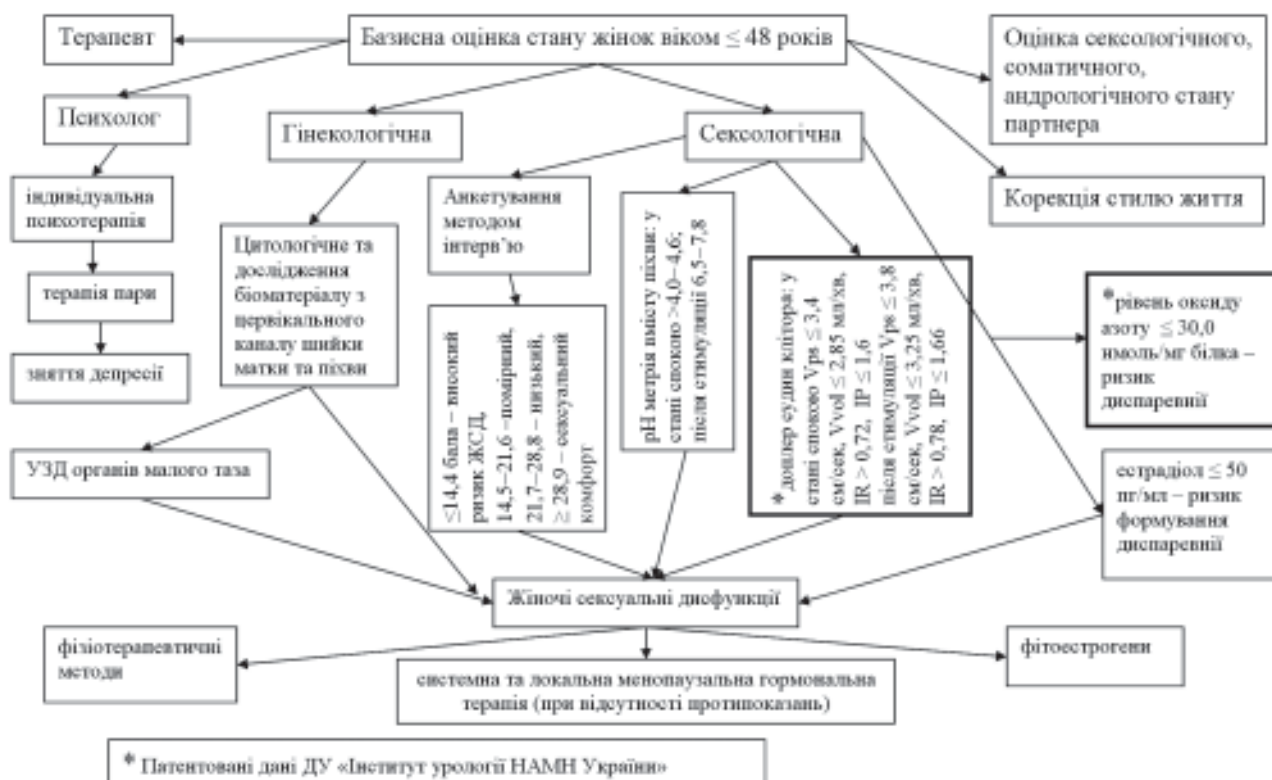 Терапевт
Базисна оцінка стану жінок віком ≤ 48 років
Оцінка сексологічного,
соматичного,
андрологічного стану
партнера
Психолог
Гінекологічна
Сексологічна
індивідуальна
психотерапія
Анкетування
методом
інтерв’ю
Корекція стилю життя
Цитологічне та
дослідження
біоматеріалу з
цервікального
каналу шийки
матки та піхви
терапія пари
зняття депресії
УЗД органів малого таза
≤14,4 бала – високий
ризик ЖСД,
14,5–21,6 –помірний,
21,7–28,8 – низький,
≥ 28,9 – сексуальний
комфорт
pH метрія вмісту піхви: у
стані спокою >4,0–4,6;
після стимуляції 6,5–7,8
*доплер судин клітора: у
стані спокою Vps ≤ 3,4
см/сек, Vvol ≤ 2,85 мл/хв,
IR > 0,72, IP ≤ 1,6
після стимуляції Vps ≤ 3,8
см/сек, Vvol ≤ 3,25 мл/хв,
IR > 0,78, IP ≤ 1,66
*рівень оксиду
азоту ≤ 30,0
нмоль/мг білка –
ризик
диспаревнії
естрадіол ≤ 50
пг/мл – ризик
формування
диспаревнії
Жіночі сексуальні дисфункції
фізіотерапевтичні
методи
системна та локальна менопаузальна гормональна
терапія (при відсутності протипоказань)
фітоестрогени
* Патентовані дані ДУ «Інститут урології НАМН України»